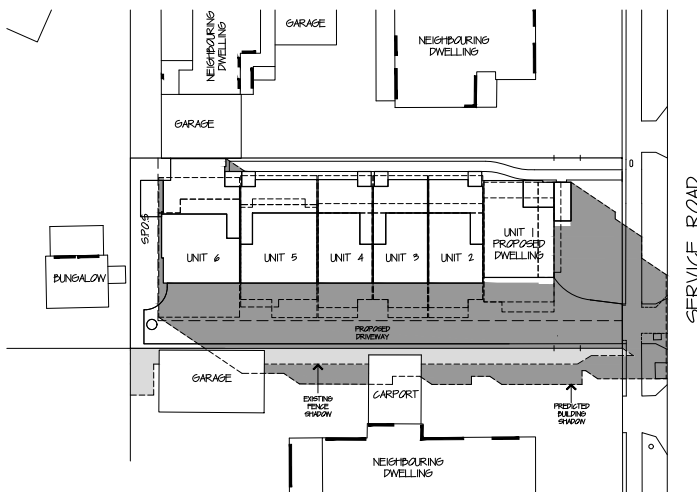 GARAGE
NEIGHBOURING
DWELLING
NEIGHBOURING
DWELLING
GARAGE
S.P.O.S
UNIT 1
PROPOSED
DWELLING
UNIT 6
UNIT 5
UNIT 4
UNIT 3
UNIT 2
SERVICE ROAD
BUNGALOW
PROPOSED
DRIVEWAY
GARAGE
CARPORT
EXISTING
FENCE
SHADOW
PREDICTED
BUILDING
SHADOW
NEIGHBOURING
DWELLING